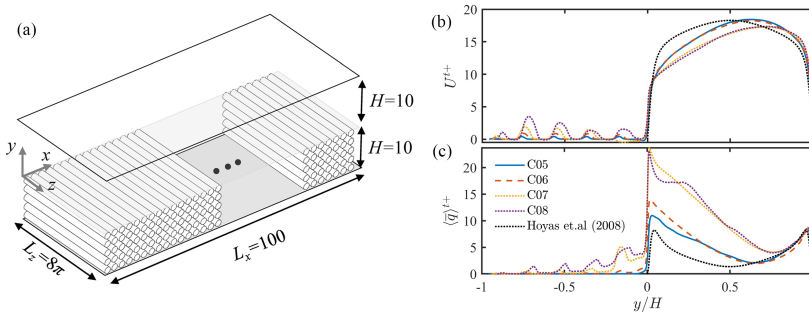 (a)
H=10
H=10
y
x
z
L_z=8π
L_x=100
(b)
20
15
10
5
0
U^{t+}
(c)
20
15
10
5
0
⟨q̅⟩^{t+}
C05
C06
C07
C08
Hoyas et.al (2008)
-1
-0.5
0
0.5
y/H